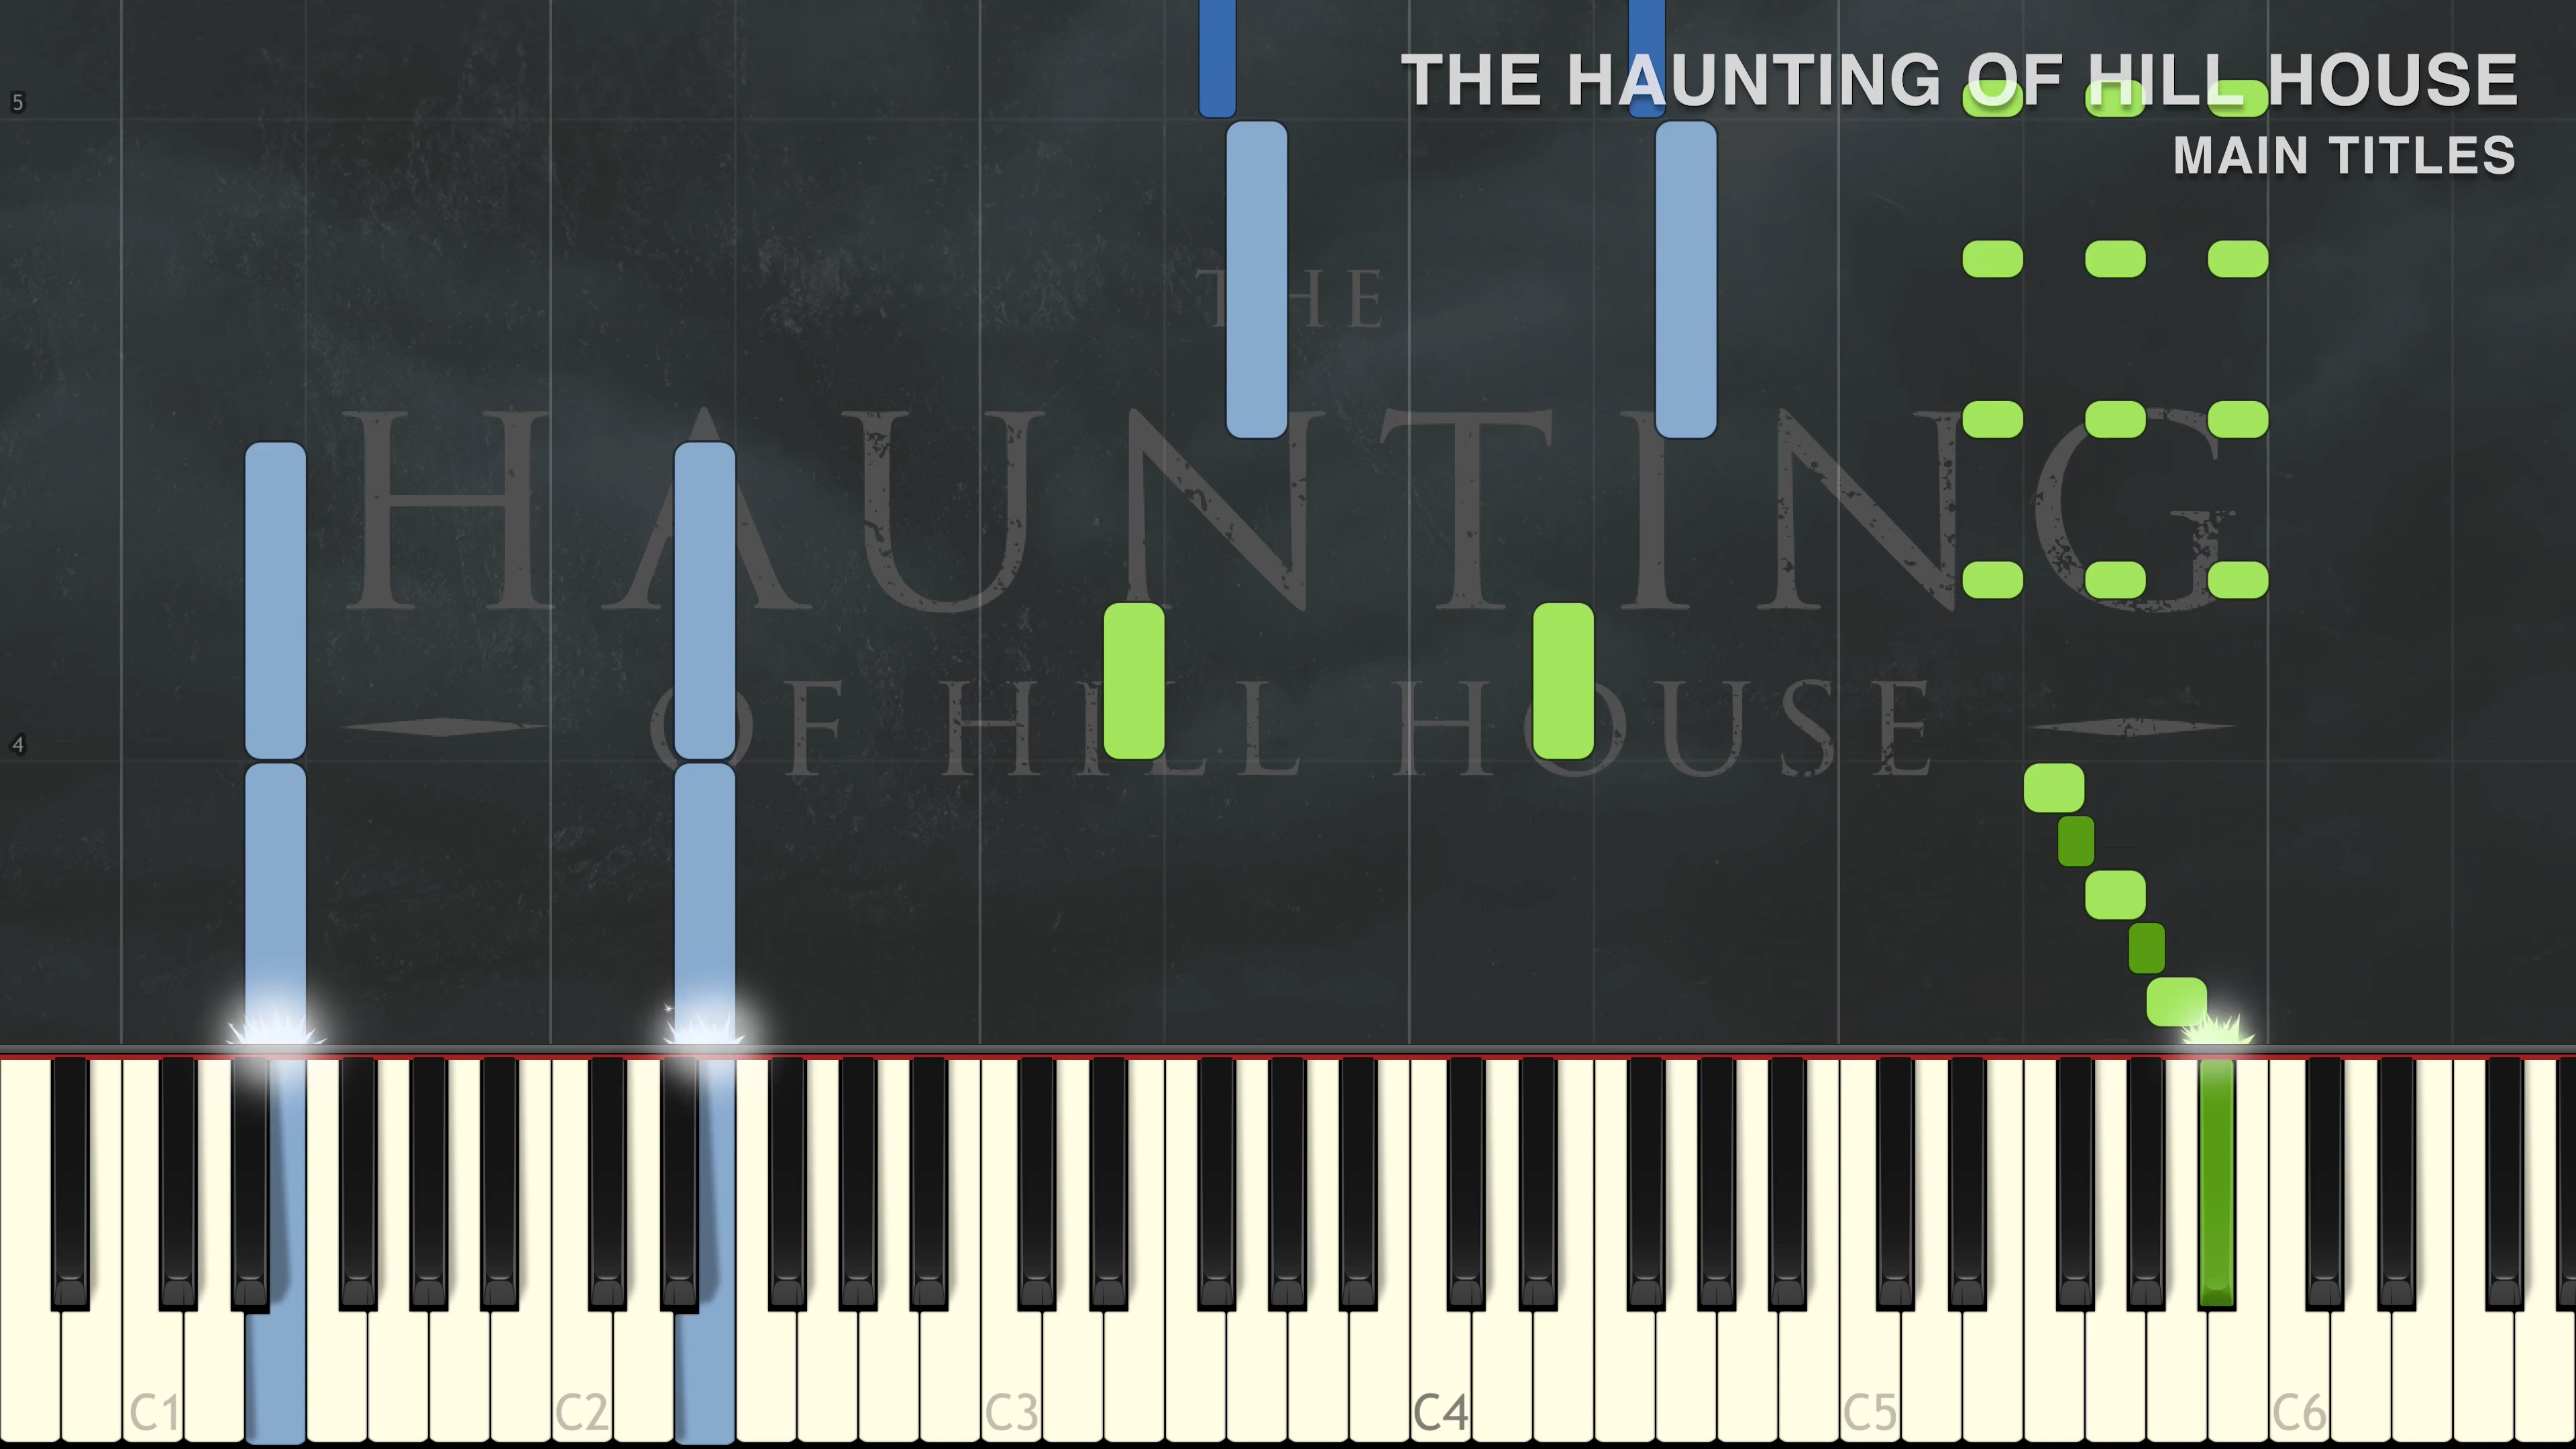 5
THE HAUNTING OF HILL HOUSE
MAIN TITLES
THE
HAUNTING
OF HILL HOUSE
4
C1 C2 C3 C4 C5 C6